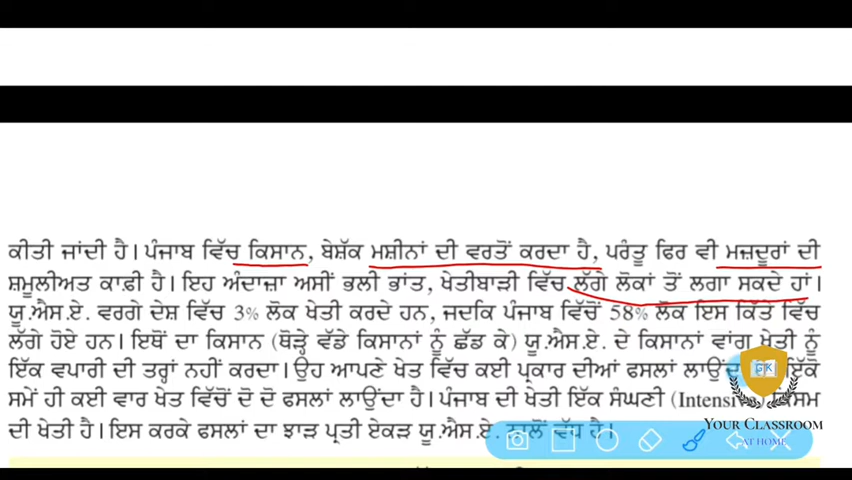 ਕੀਤੀ ਜਾਂਦੀ ਹੈ। ਪੰਜਾਬ ਵਿੱਚ ਕਿਸਾਨ, ਬੇਸ਼ੱਕ ਮਸ਼ੀਨਾਂ ਦੀ ਵਰਤੋਂ ਕਰਦਾ ਹੈ, ਪਰੰਤੂ ਫਿਰ ਵੀ ਮਜ਼ਦੂਰਾਂ ਦੀ
ਸ਼ਮੂਲੀਅਤ ਕਾਫ਼ੀ ਹੈ। ਇਹ ਅੰਦਾਜ਼ਾ ਅਸੀਂ ਭਲੀ ਭਾਂਤ, ਖੇਤੀਬਾੜੀ ਵਿੱਚ ਲੱਗੇ ਲੋਕਾਂ ਤੋਂ ਲਗਾ ਸਕਦੇ ਹਾਂ।
ਯੂ.ਐਸ.ਏ. ਵਰਗੇ ਦੇਸ਼ ਵਿੱਚ 3% ਲੋਕ ਖੇਤੀ ਕਰਦੇ ਹਨ, ਜਦਕਿ ਪੰਜਾਬ ਵਿੱਚੋਂ 58% ਲੋਕ ਇਸ ਕਿੱਤੇ ਵਿੱਚ
ਲੱਗੇ ਹੋਏ ਹਨ। ਇਥੋਂ ਦਾ ਕਿਸਾਨ (ਥੋੜ੍ਹੇ ਵੱਡੇ ਕਿਸਾਨਾਂ ਨੂੰ ਛੱਡ ਕੇ) ਯੂ.ਐਸ.ਏ. ਦੇ ਕਿਸਾਨਾਂ ਵਾਂਗ ਖੇਤੀ ਨੂੰ
ਇੱਕ ਵਪਾਰੀ ਦੀ ਤਰ੍ਹਾਂ ਨਹੀਂ ਕਰਦਾ। ਉਹ ਆਪਣੇ ਖੇਤ ਵਿੱਚ ਕਈ ਪ੍ਰਕਾਰ ਦੀਆਂ ਫਸਲਾਂ ਇੱਕੋ
ਸਮੇਂ ਹੀ ਕਈ ਵਾਰ ਖੇਤ ਵਿੱਚੋਂ ਦੋ ਦੋ ਫਸਲਾਂ ਲਾਉਂਦਾ ਹੈ। ਪੰਜਾਬ ਦੀ ਖੇਤੀ ਇੱਕ ਸੰਘਣੀ
ਦੀ ਖੇਤੀ ਹੈ। ਇਸ ਕਰਕੇ ਫਸਲਾਂ ਦਾ ਝਾੜ ਪ੍ਰਤੀ ਏਕੜ ਯੂ.ਐਸ.ਏ. ਨਾਲੋਂ ਵੱਧ ਹੈ।
GK
YOUR CLASSROOM
AT HOME